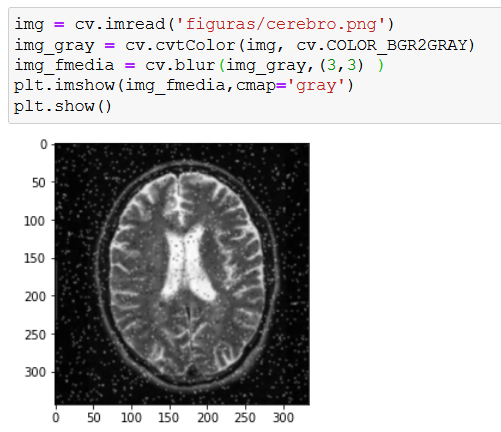 img = cv.imread('figuras/cerebro.png')
img_gray = cv.cvtColor(img, cv.COLOR_BGR2GRAY)
img_fmedia = cv.blur(img_gray,(3,3) )
plt.imshow(img_fmedia,cmap='gray')
plt.show()
0
50
100
150
200
250
300
0 50 100 150 200 250 300